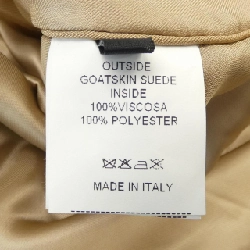 OUTSIDE
GOATSKIN SUEDE
INSIDE
100%VISCOSA
100% POLYESTER
MADE IN ITALY